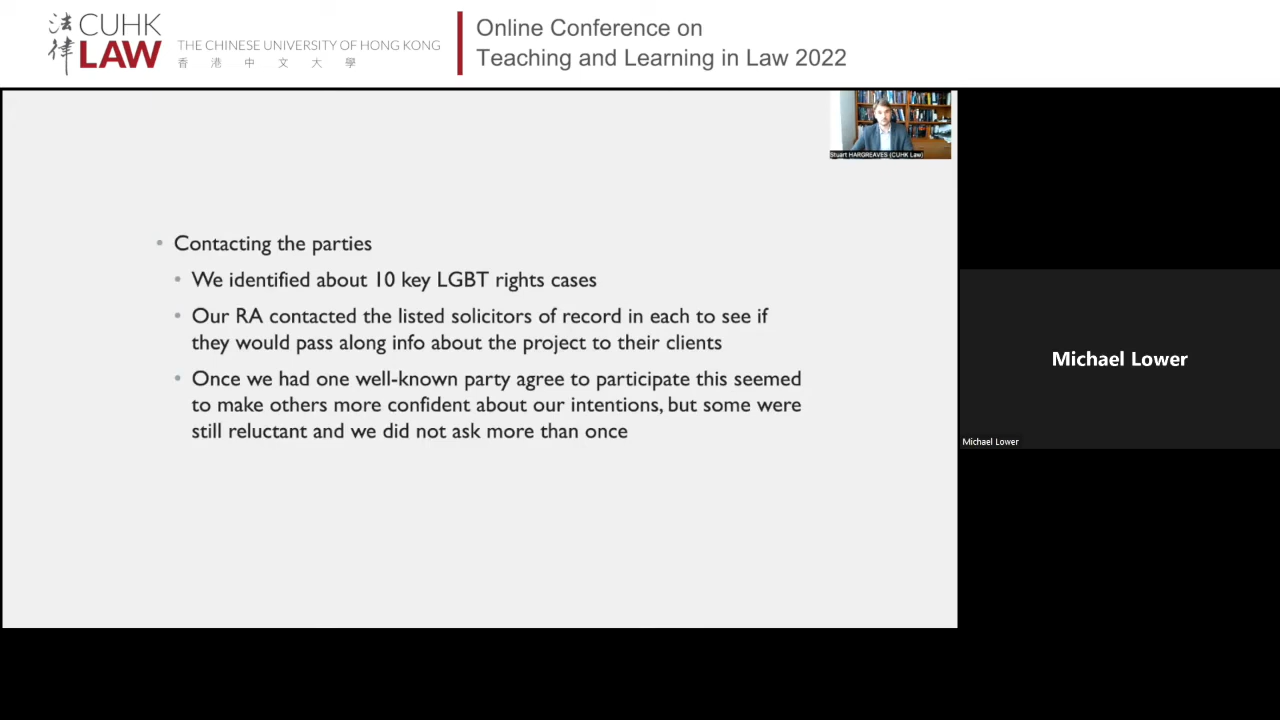 法律
CUHK
LAW
THE CHINESE UNIVERSITY OF HONG KONG
香港中文大學
Online Conference on
Teaching and Learning in Law 2022
Stuart HARGREAVES (CUHK Law)
• Contacting the parties
• We identified about 10 key LGBT rights cases
• Our RA contacted the listed solicitors of record in each to see if
they would pass along info about the project to their clients
• Once we had one well-known party agree to participate this seemed
to make others more confident about our intentions, but some were
still reluctant and we did not ask more than once
Michael Lower
Michael Lower